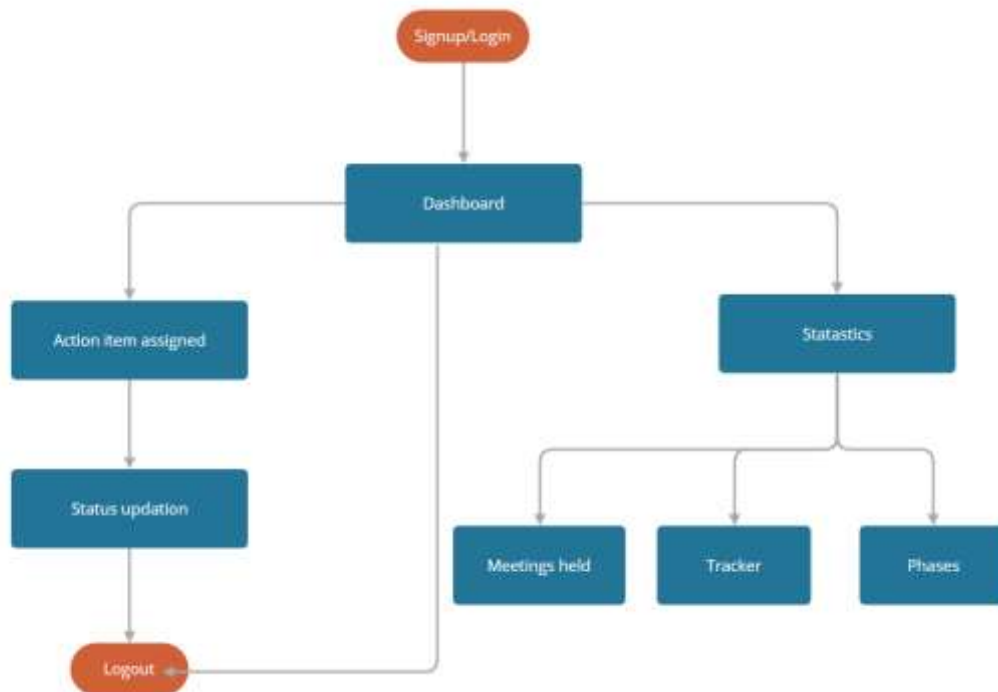 Signup/Login
Dashboard
Action item assigned
Statastics
Status updation
Meetings held
Tracker
Phases
Logout